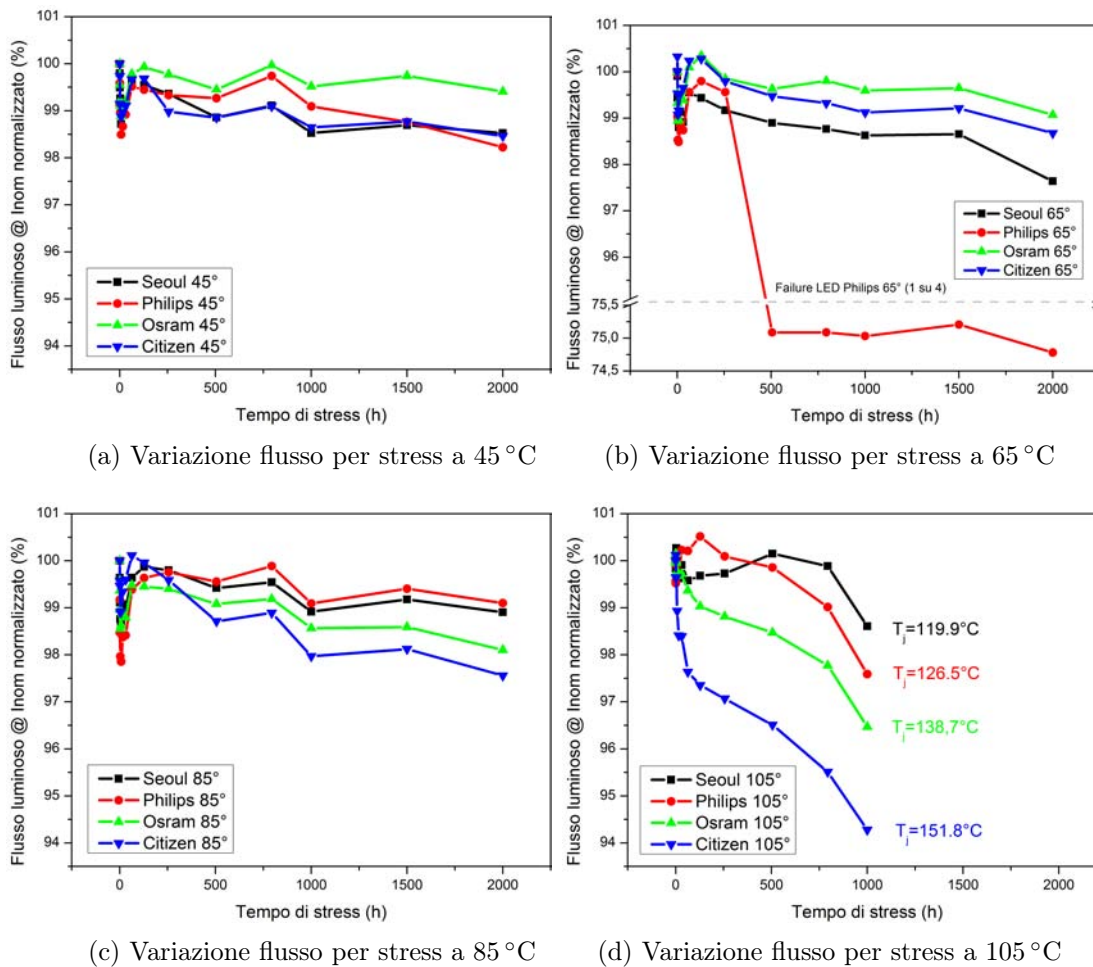 101
100
99
98
97
96
95
94
Flusso luminoso @ Inom normalizzato (%)
Seoul 45°
Philips 45°
Osram 45°
Citizen 45°
0 500 1000 1500 2000
Tempo di stress (h)
(a) Variazione flusso per stress a 45 °C
101
100
99
98
97
96
75,5
75,0
74,5
Flusso luminoso @ Inom normalizzato (%)
Seoul 65°
Philips 65°
Osram 65°
Citizen 65°
Failure LED Philips 65° (1 su 4)
0 500 1000 1500 2000
Tempo di stress (h)
(b) Variazione flusso per stress a 65 °C
101
100
99
98
97
96
95
94
Flusso luminoso @ Inom normalizzato (%)
Seoul 85°
Philips 85°
Osram 85°
Citizen 85°
0 500 1000 1500 2000
Tempo di stress (h)
(c) Variazione flusso per stress a 85 °C
101
100
99
98
97
96
95
94
Flusso luminoso @ Inom normalizzato (%)
Tj=119.9°C
Tj=126.5°C
Tj=138,7°C
Tj=151.8°C
Seoul 105°
Philips 105°
Osram 105°
Citizen 105°
0 500 1000 1500 2000
Tempo di stress (h)
(d) Variazione flusso per stress a 105 °C